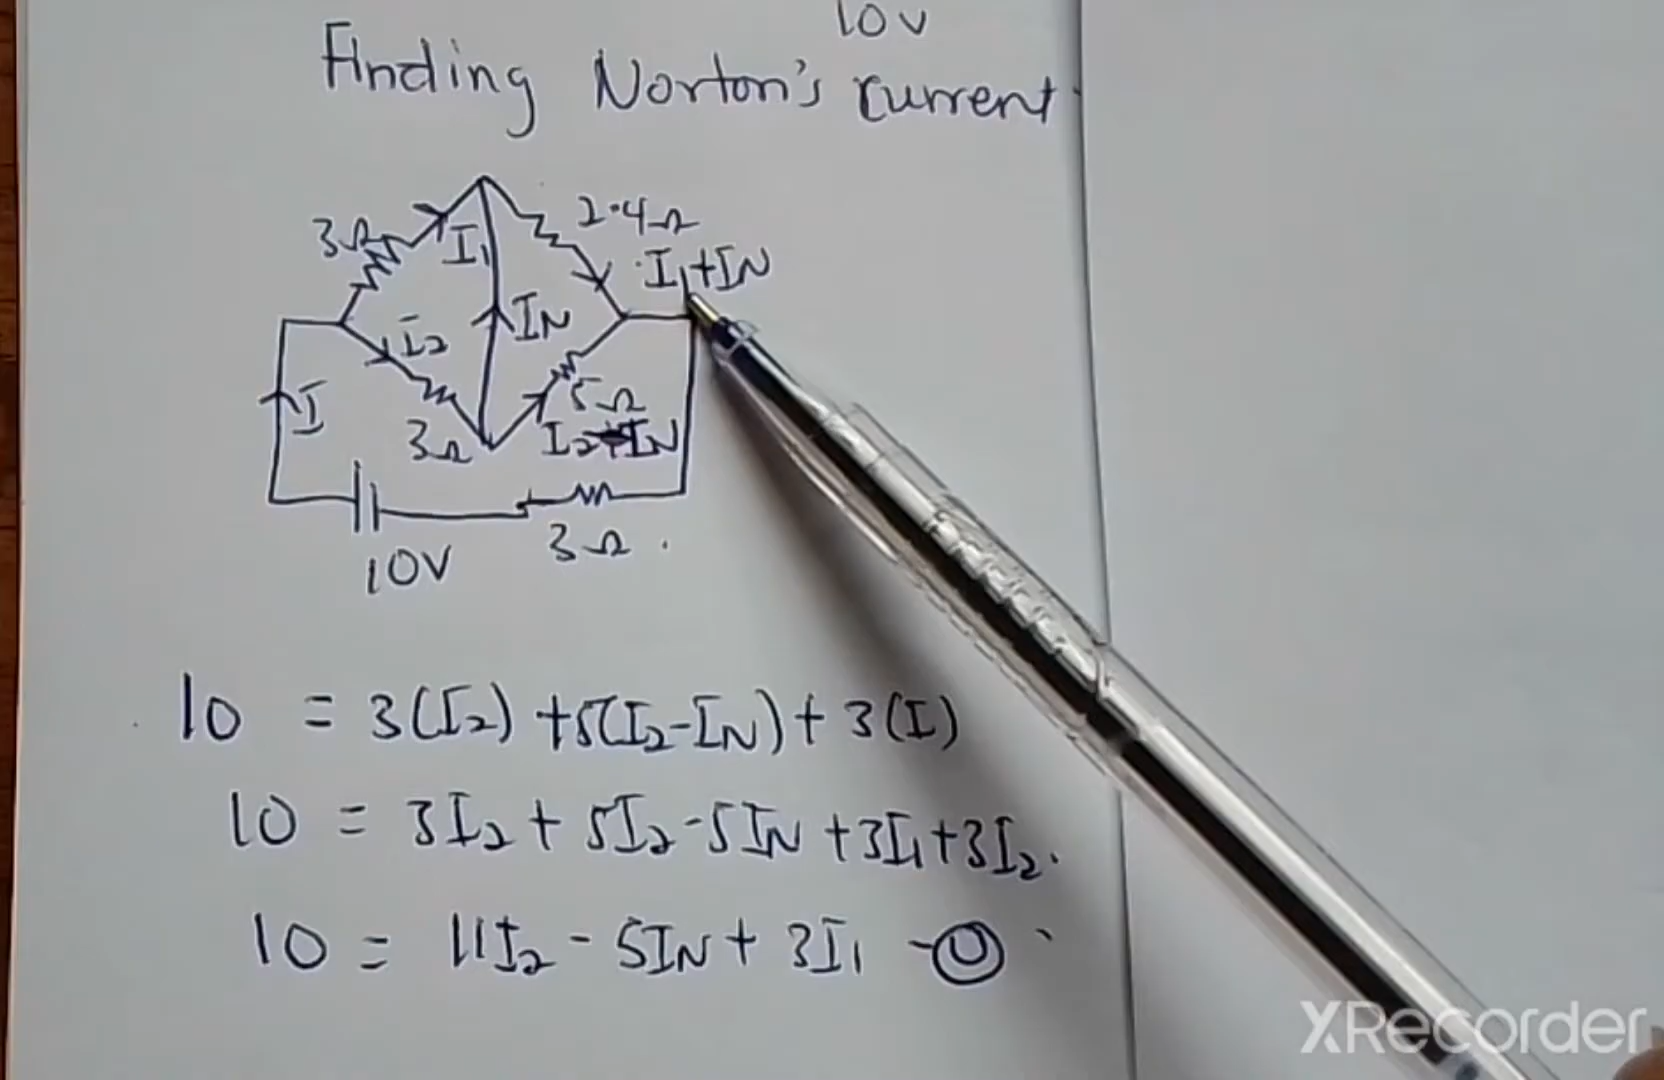 10V
Finding Norton's current
3Ω
I₁
2.4Ω
I₁+IN
I₂
IN
I
3Ω
5Ω
I₂-IN
10V
3Ω
10 = 3(I₂) + 5(I₂-IN) + 3(I)
10 = 3I₂ + 5I₂ - 5IN + 3I₁ + 3I₂.
10 = 11I₂ - 5IN + 3I₁ -
XRecorder